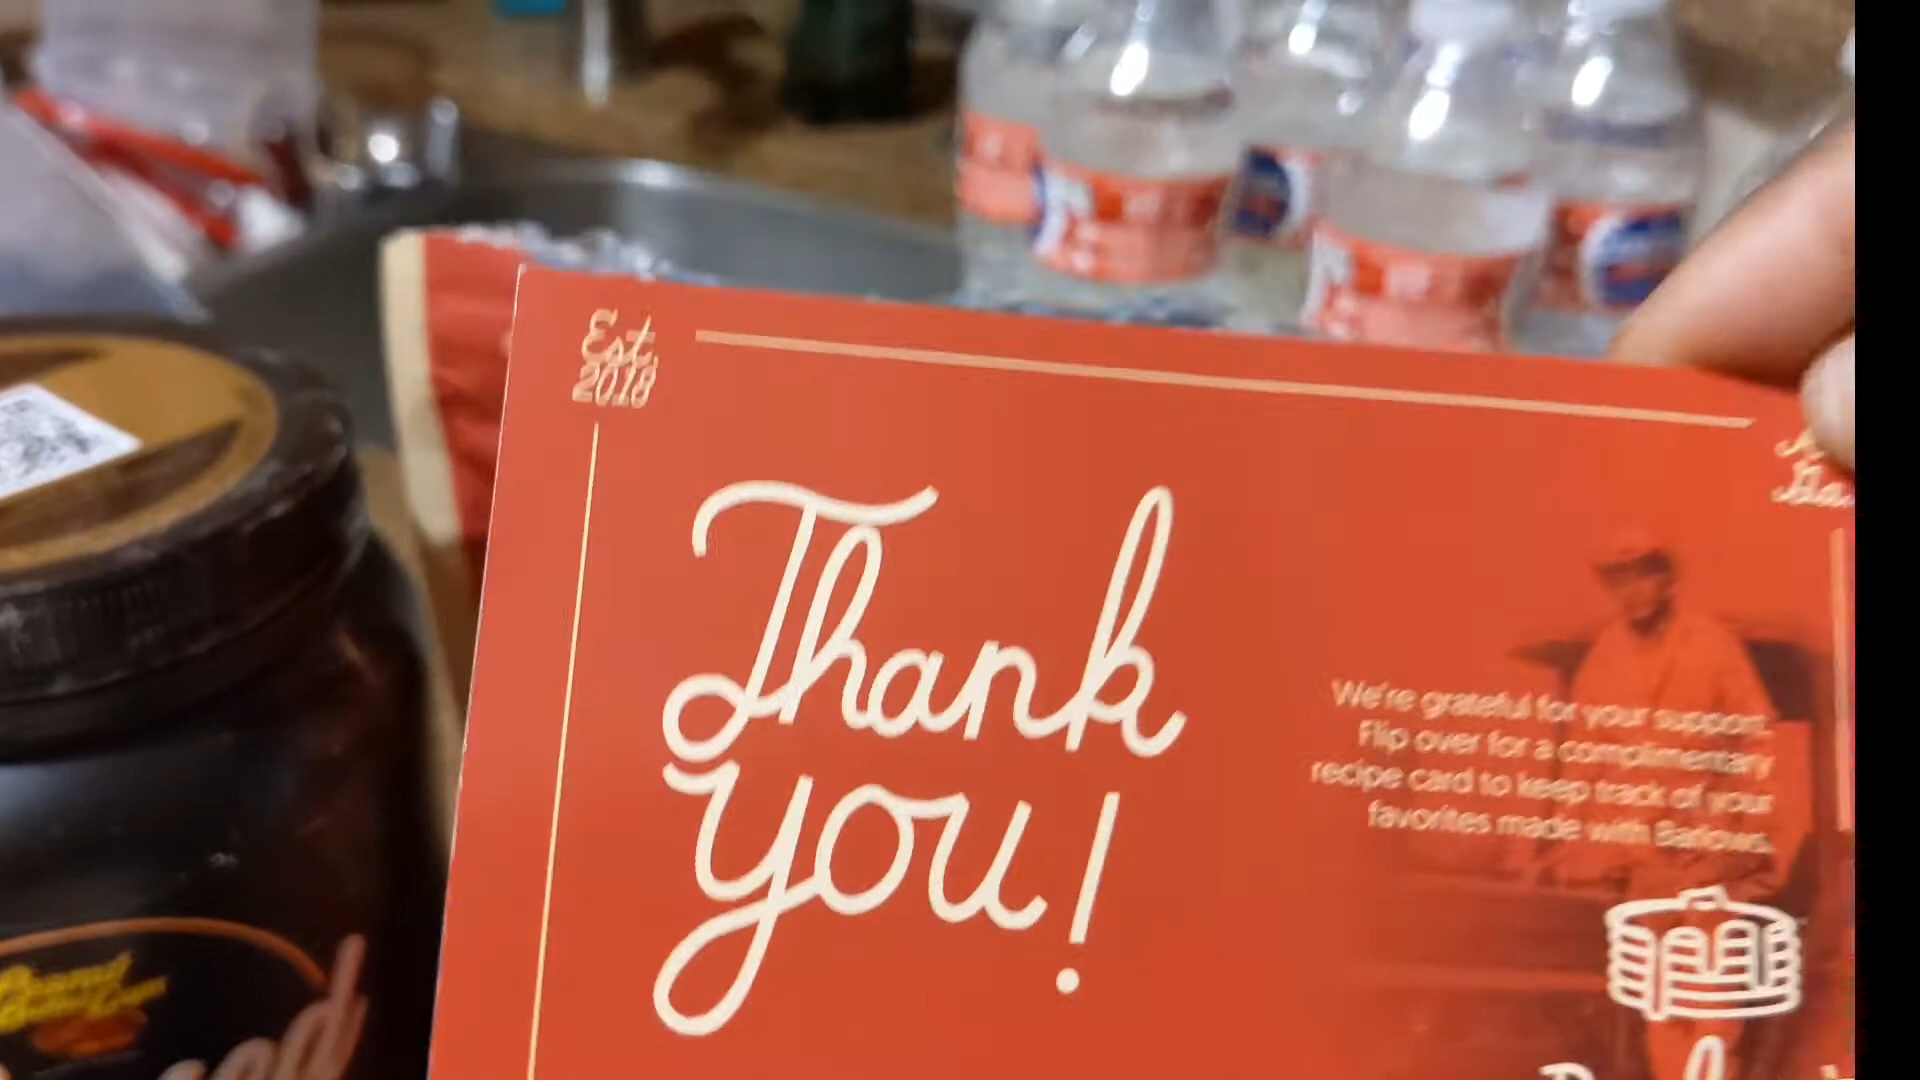 Est.
2018
Thank
you!
We're grateful for your support.
Flip over for a complimentary
recipe card to keep track of your
favorites made with Barlows.
Peanut